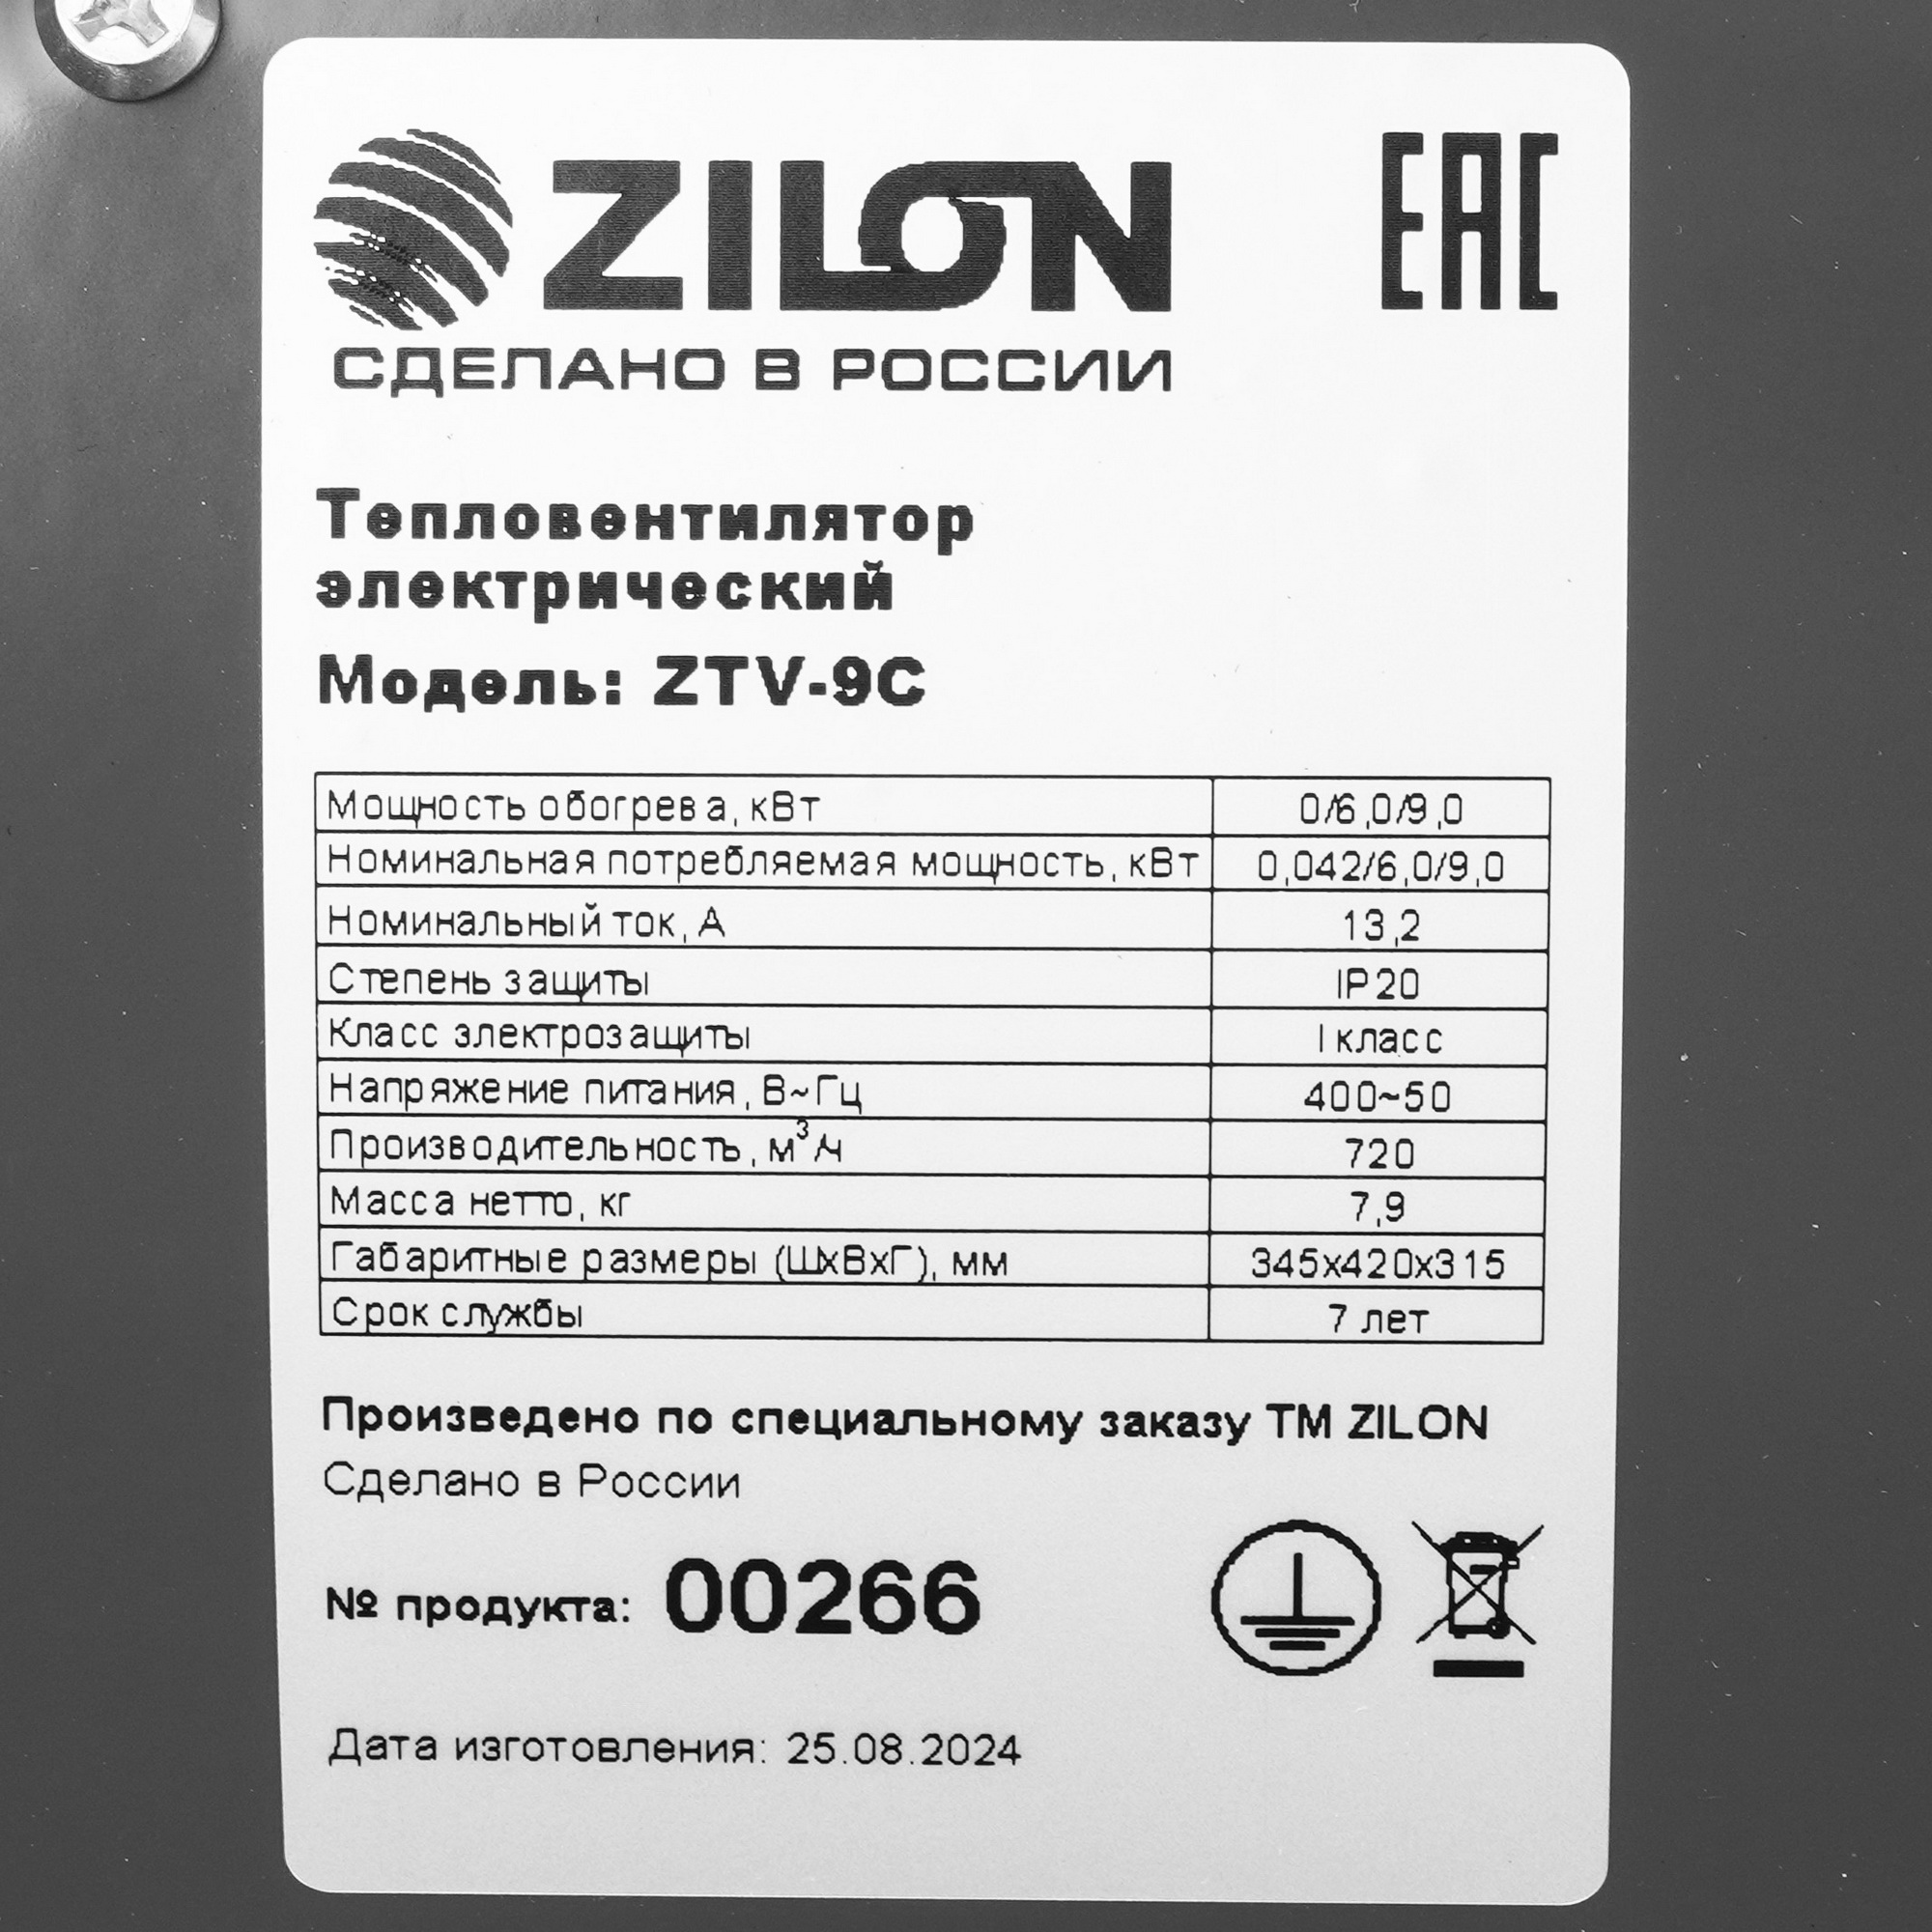 ZILON
EAC
СДЕЛАНО В РОССИИ
Тепловентилятор
электрический
Модель: ZTV-9C
Мощность обогрева, кВт 0/6,0/9,0
Номинальная потребляемая мощность, кВт 0,042/6,0/9,0
Номинальный ток, А 13,2
Степень защиты IP20
Класс электрозащиты I класс
Напряжение питания, В~Гц 400~50
Производительность, м³/ч 720
Масса нетто, кг 7,9
Габаритные размеры (ШхВхГ), мм 345х420х315
Срок службы 7 лет
Произведено по специальному заказу ТМ ZILON
Сделано в России
№ продукта: 00266
Дата изготовления: 25.08.2024